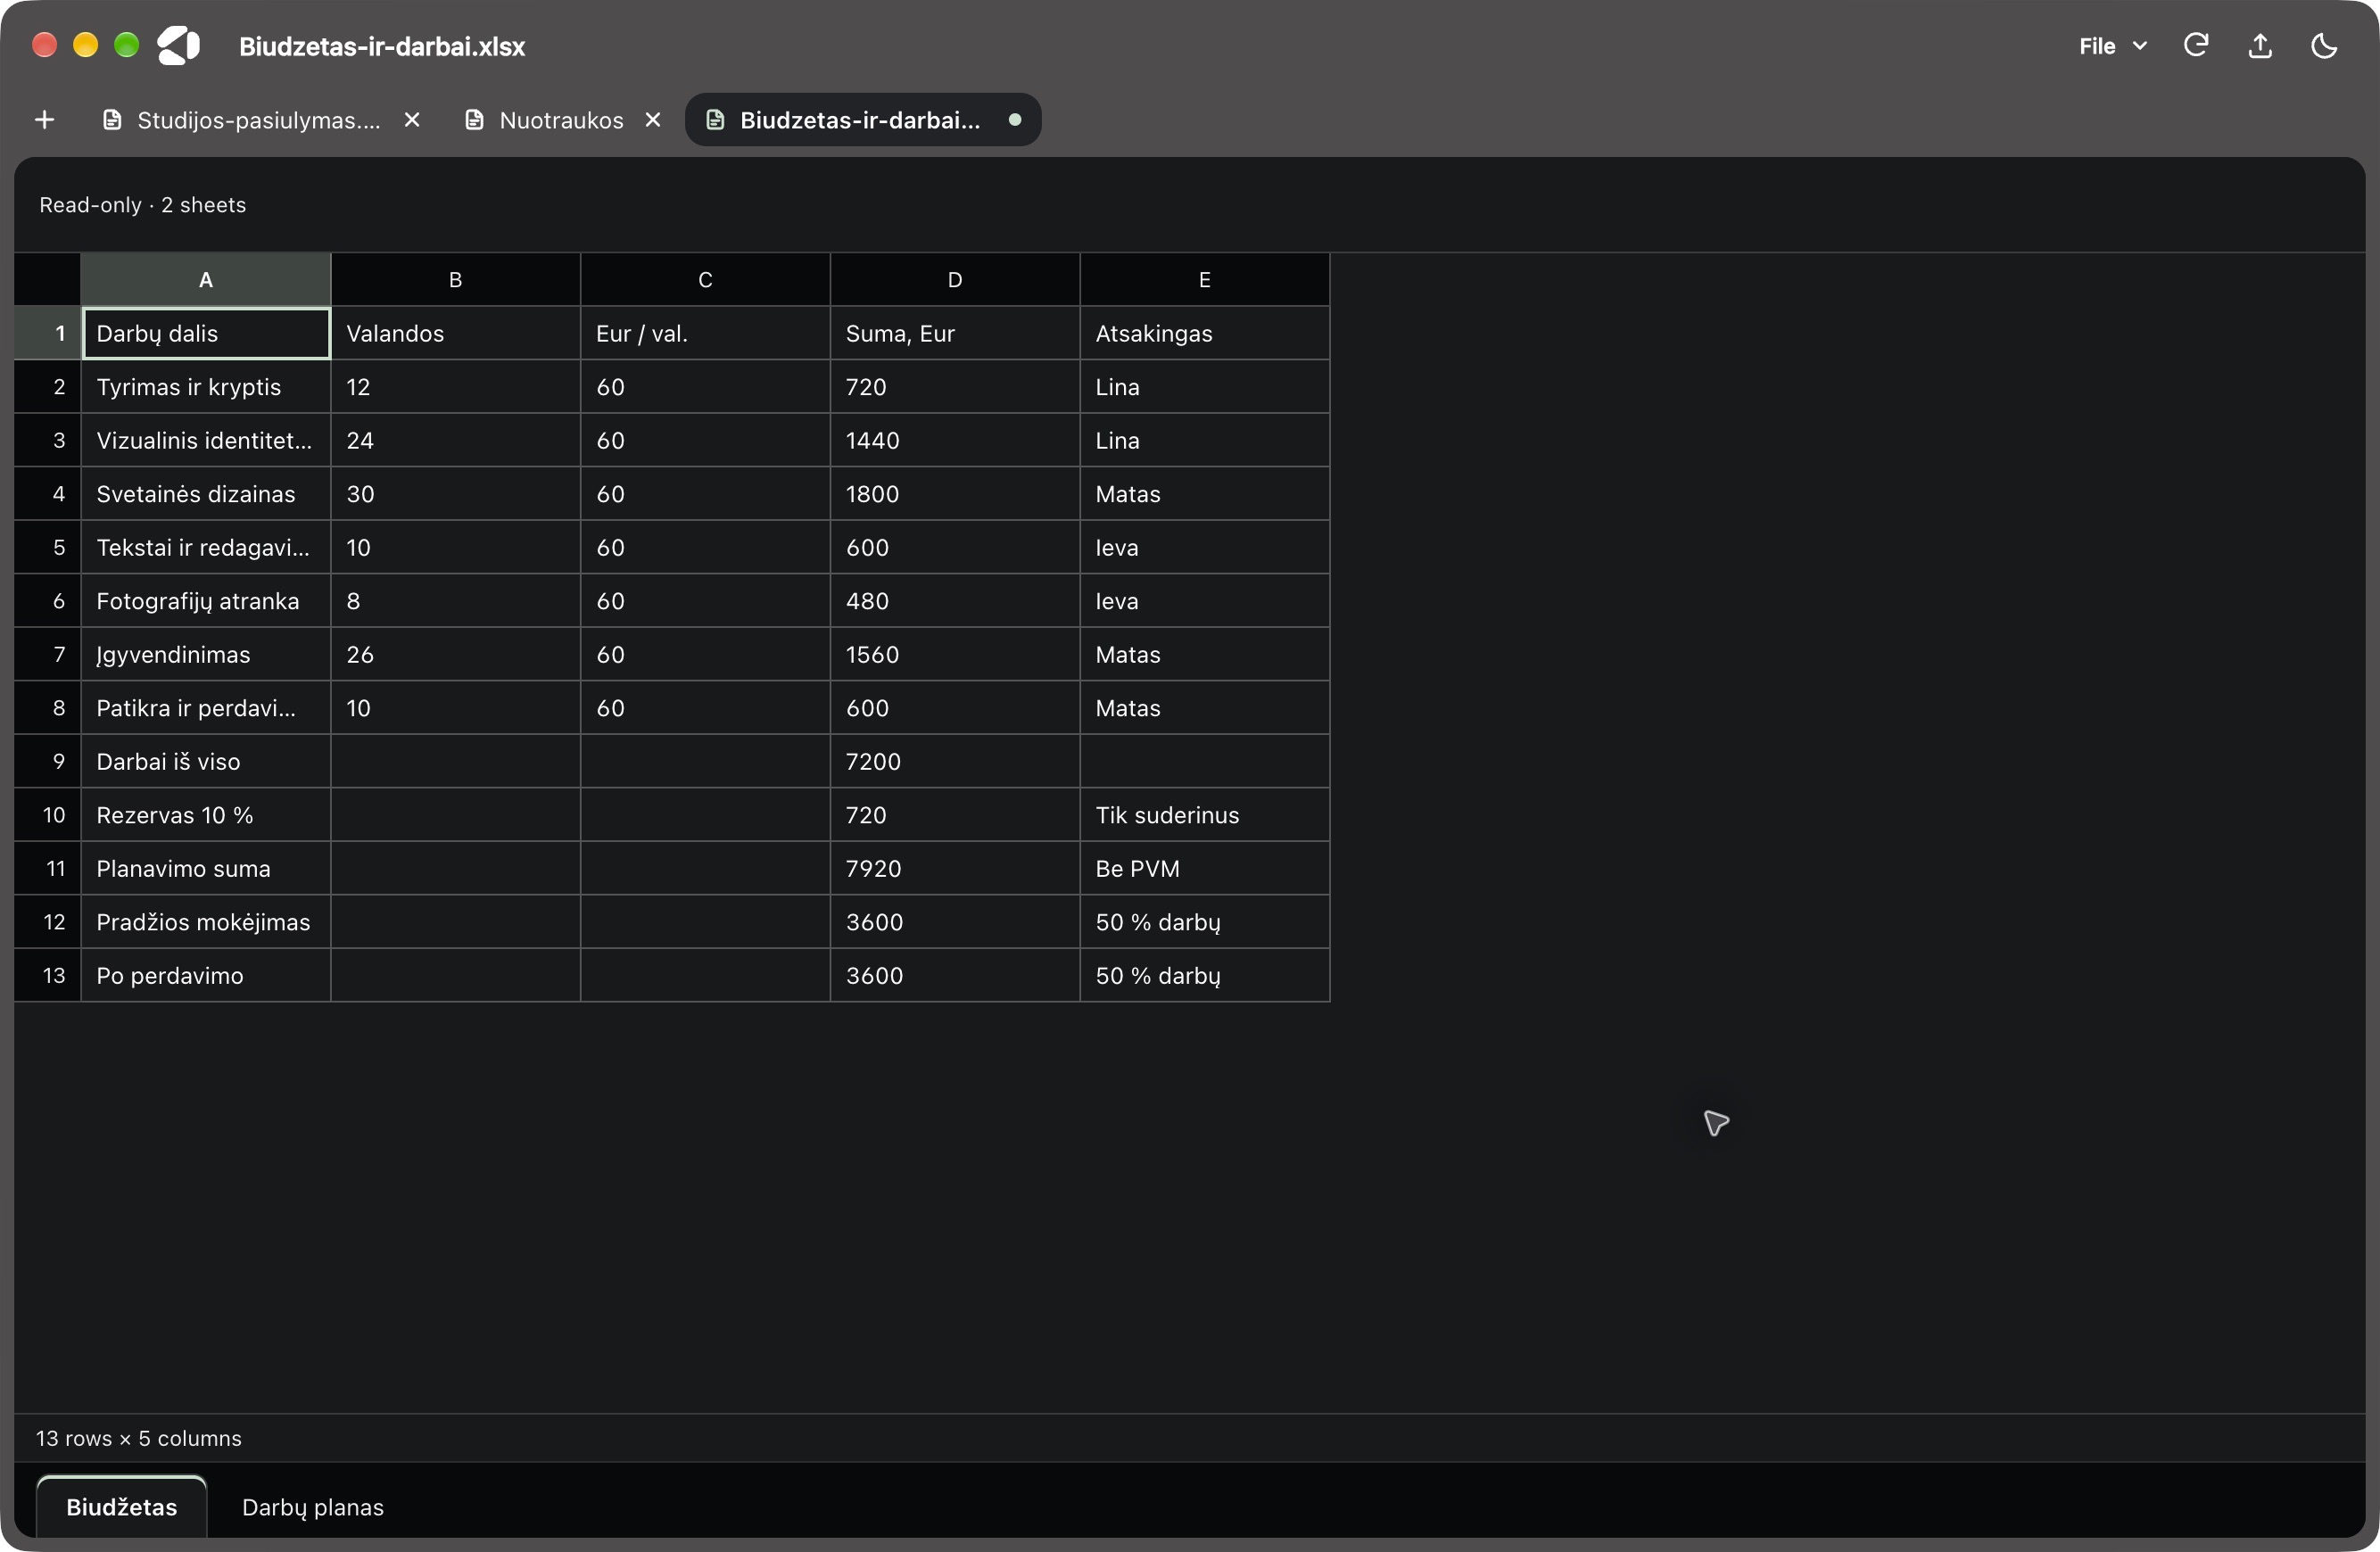 Biudzetas-ir-darbai.xlsx
File
Studijos-pasiulymas....
Nuotraukos
Biudzetas-ir-darbai...
Read-only · 2 sheets
A B C D E
1 Darbų dalis Valandos Eur / val. Suma, Eur Atsakingas
2 Tyrimas ir kryptis 12 60 720 Lina
3 Vizualinis identitet... 24 60 1440 Lina
4 Svetainės dizainas 30 60 1800 Matas
5 Tekstai ir redagavi... 10 60 600 Ieva
6 Fotografijų atranka 8 60 480 Ieva
7 Įgyvendinimas 26 60 1560 Matas
8 Patikra ir perdavi... 10 60 600 Matas
9 Darbai iš viso 7200
10 Rezervas 10 % 720 Tik suderinus
11 Planavimo suma 7920 Be PVM
12 Pradžios mokėjimas 3600 50 % darbų
13 Po perdavimo 3600 50 % darbų
13 rows × 5 columns
Biudžetas Darbų planas